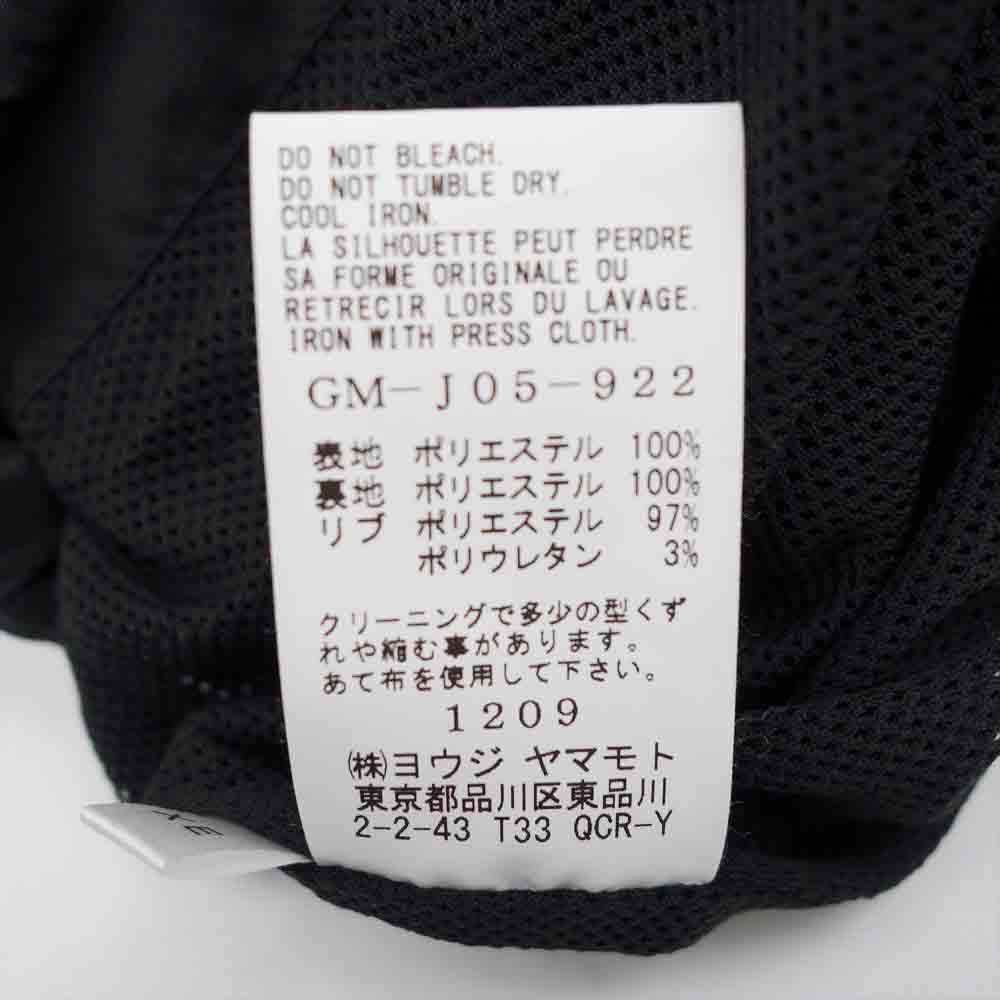 DO NOT BLEACH.
DO NOT TUMBLE DRY.
COOL IRON.
LA SILHOUETTE PEUT PERDRE
SA FORME ORIGINALE OU
RETRECIR LORS DU LAVAGE.
IRON WITH PRESS CLOTH.
GM-J05-922
表地 ポリエステル 100%
裏地 ポリエステル 100%
リブ ポリエステル 97%
ポリウレタン 3%
クリーニングで多少の型くず
れや縮む事があります。
あて布を使用して下さい。
1209
㈱ヨウジ ヤマモト
東京都品川区東品川
2-2-43 T33 QCR-Y
XE